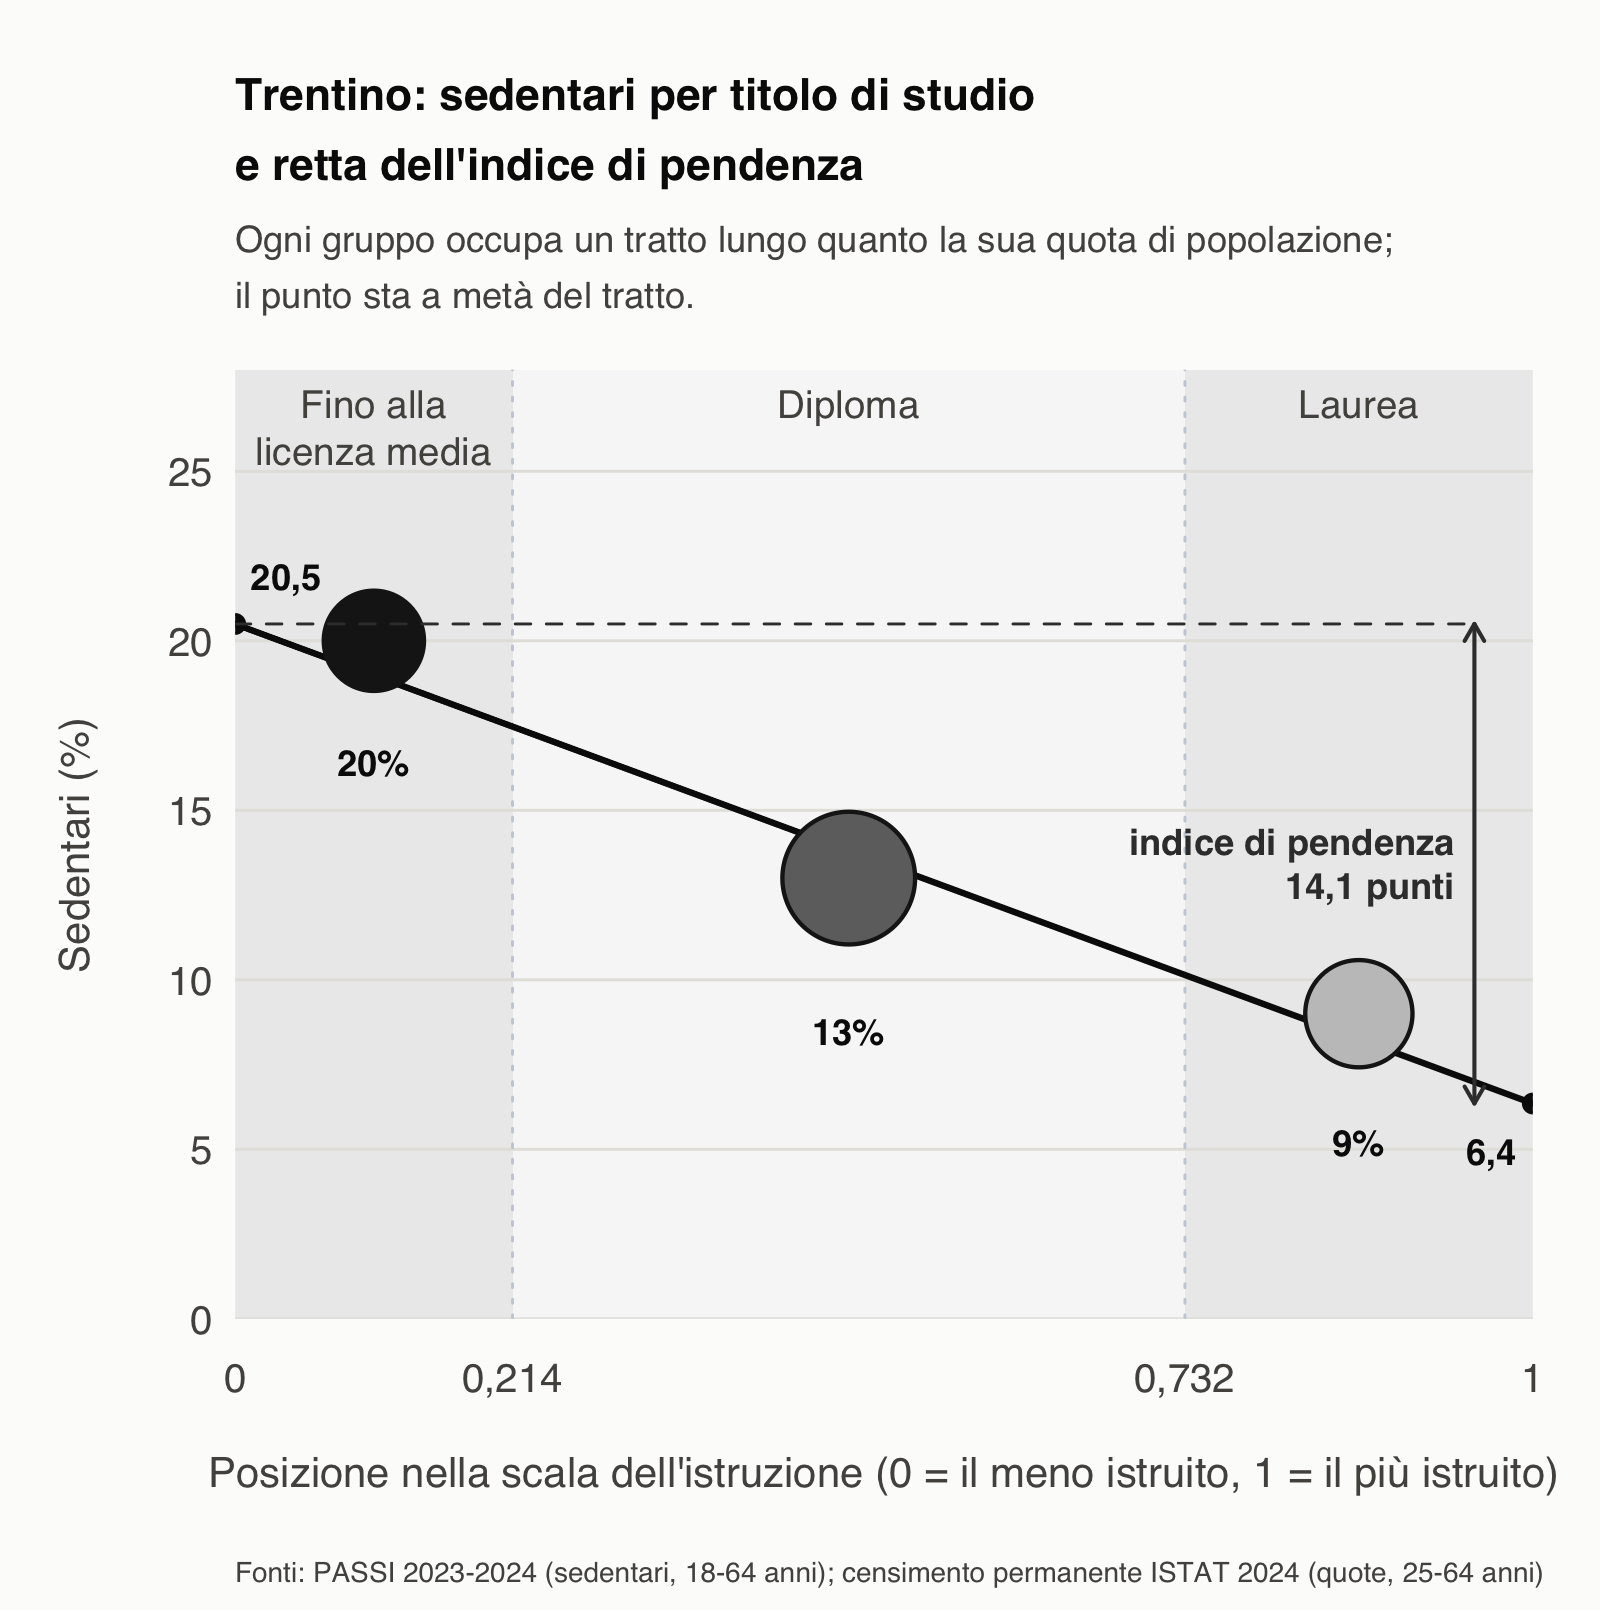 Trentino: sedentari per titolo di studio
e retta dell'indice di pendenza
Ogni gruppo occupa un tratto lungo quanto la sua quota di popolazione;
il punto sta a metà del tratto.
Fino alla
licenza media
Diploma
Laurea
25
20,5
20
20%
15
indice di pendenza
14,1 punti
10
13%
9%
6,4
5
0
Sedentari (%)
0
0,214
0,732
1
Posizione nella scala dell'istruzione (0 = il meno istruito, 1 = il più istruito)
Fonti: PASSI 2023-2024 (sedentari, 18-64 anni); censimento permanente ISTAT 2024 (quote, 25-64 anni)